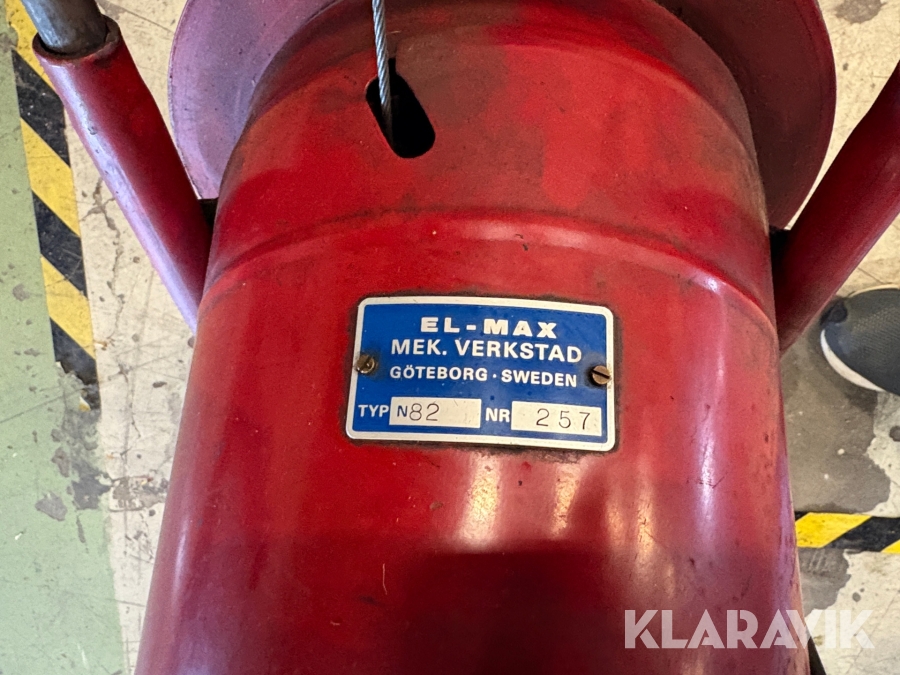 EL-MAX
MEK. VERKSTAD
GÖTEBORG · SWEDEN
TYP N82 NR 257
KLARAVIK